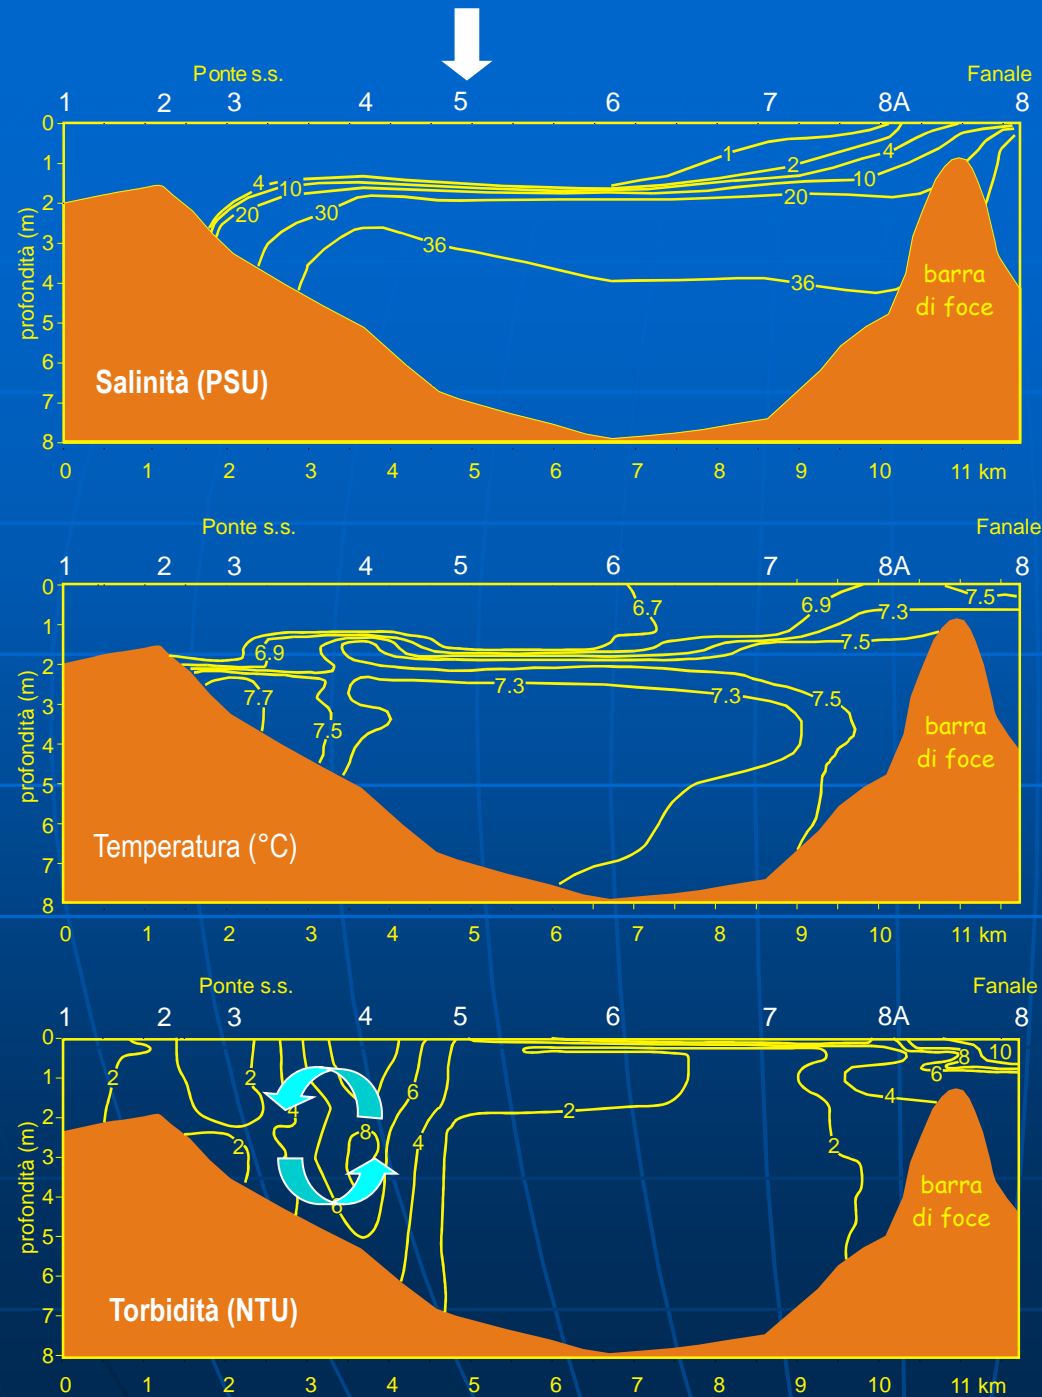 Ponte s.s. Fanale
1 2 3 4 5 6 7 8A 8
0
1
2
3
4
5
6
7
8
profondità (m)
4 10 20 30 36 1 2 4 10 20 36
barra
di foce
Salinità (PSU)
0 1 2 3 4 5 6 7 8 9 10 11 km
Ponte s.s. Fanale
1 2 3 4 5 6 7 8A 8
0
1
2
3
4
5
6
7
8
profondità (m)
6.9 7.7 7.5 7.3 6.7 7.3 6.9 7.3 7.5 7.5 7.5
barra
di foce
Temperatura (°C)
0 1 2 3 4 5 6 7 8 9 10 11 km
Ponte s.s. Fanale
1 2 3 4 5 6 7 8A 8
0
1
2
3
4
5
6
7
8
profondità (m)
2 2 2 4 8 6 6 4 2 2 4 6 8 10
barra
di foce
Torbidità (NTU)
0 1 2 3 4 5 6 7 8 9 10 11 km